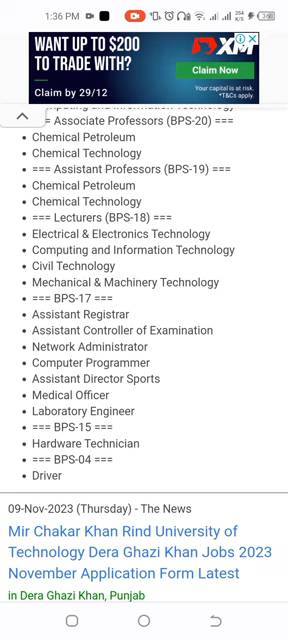 1:36 PM
254 K/s
WANT UP TO $200
TO TRADE WITH?
Claim by 29/12
XM
Claim Now
Your capital is at risk.
*T&Cs apply.
Computing and Information Technology
=== Associate Professors (BPS-20) ===
Chemical Petroleum
Chemical Technology
=== Assistant Professors (BPS-19) ===
Chemical Petroleum
Chemical Technology
=== Lecturers (BPS-18) ===
Electrical & Electronics Technology
Computing and Information Technology
Civil Technology
Mechanical & Machinery Technology
=== BPS-17 ===
Assistant Registrar
Assistant Controller of Examination
Network Administrator
Computer Programmer
Assistant Director Sports
Medical Officer
Laboratory Engineer
=== BPS-15 ===
Hardware Technician
=== BPS-04 ===
Driver
09-Nov-2023 (Thursday) - The News
Mir Chakar Khan Rind University of
Technology Dera Ghazi Khan Jobs 2023
November Application Form Latest
in Dera Ghazi Khan, Punjab